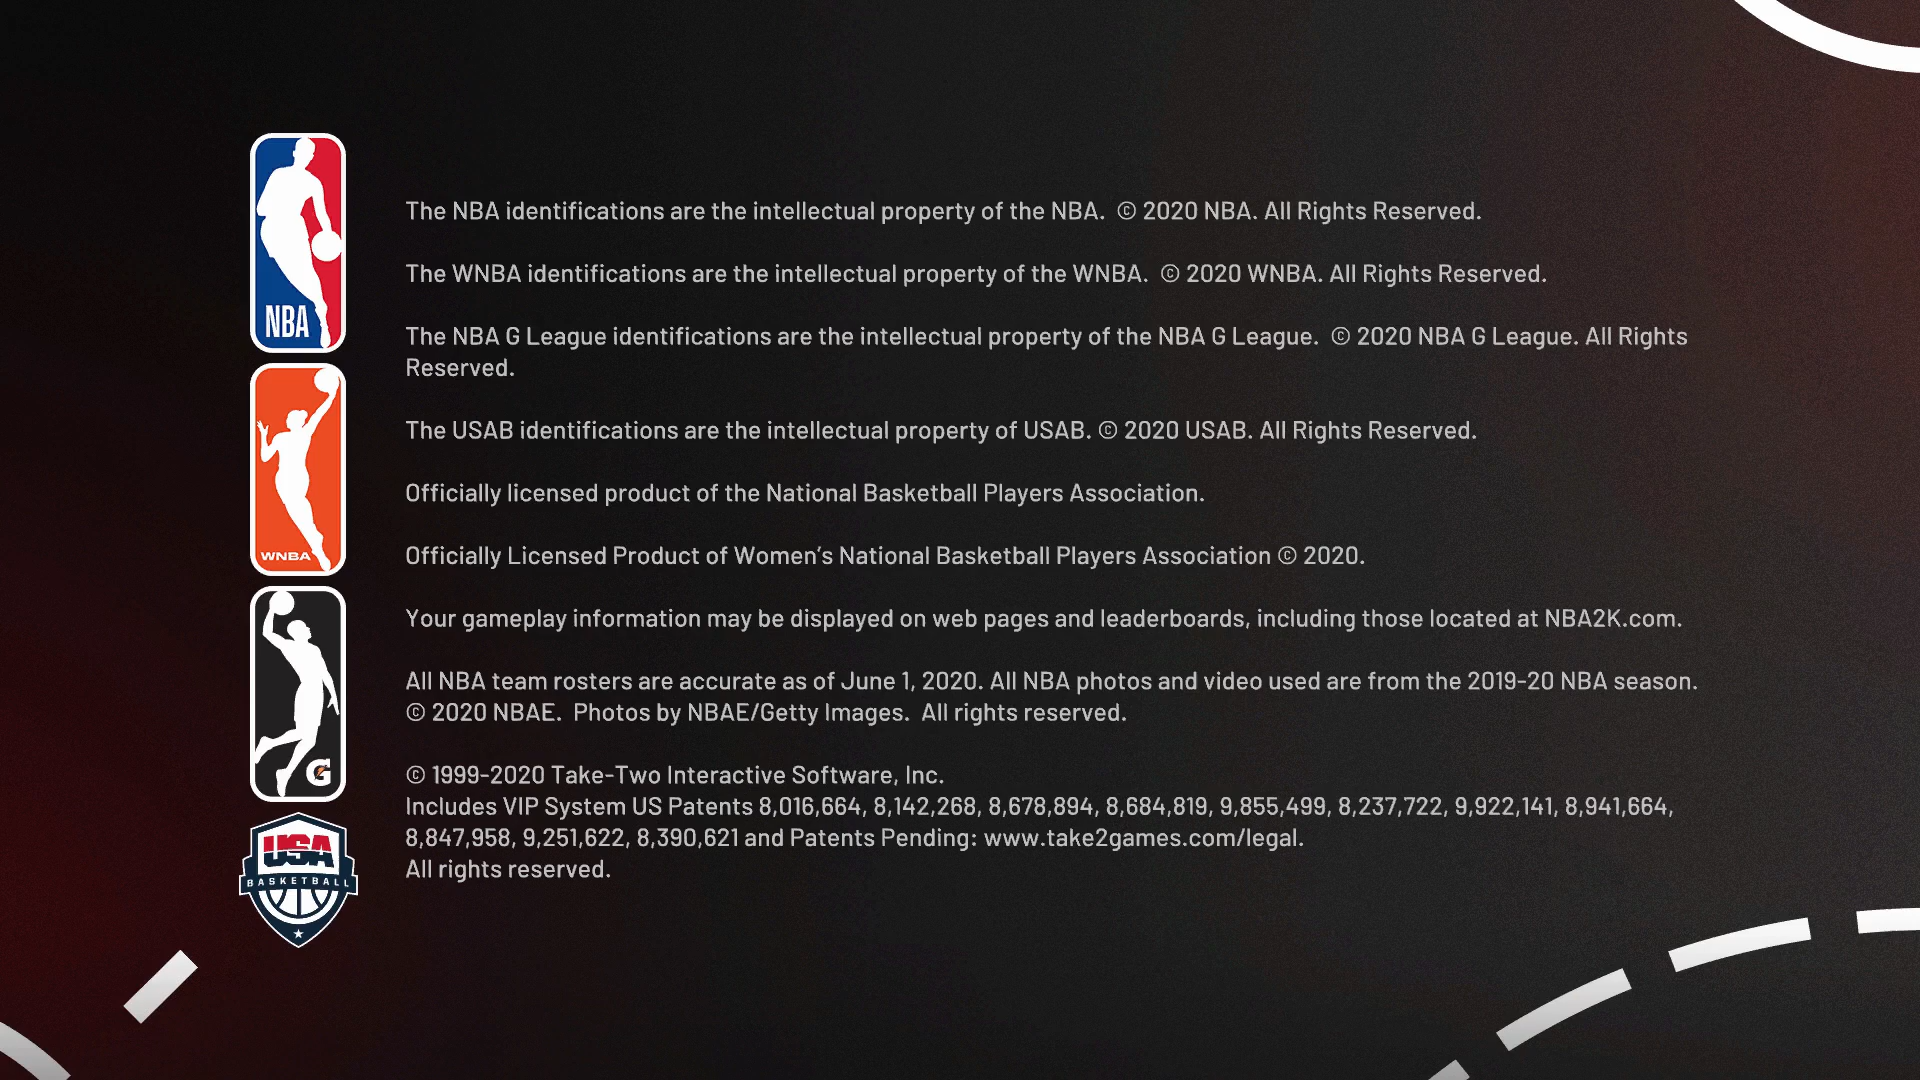 NBA
The NBA identifications are the intellectual property of the NBA.  © 2020 NBA. All Rights Reserved.
The WNBA identifications are the intellectual property of the WNBA.  © 2020 WNBA. All Rights Reserved.
The NBA G League identifications are the intellectual property of the NBA G League.  © 2020 NBA G League. All Rights
Reserved.
WNBA
The USAB identifications are the intellectual property of USAB. © 2020 USAB. All Rights Reserved.
Officially licensed product of the National Basketball Players Association.
Officially Licensed Product of Women’s National Basketball Players Association © 2020.
Your gameplay information may be displayed on web pages and leaderboards, including those located at NBA2K.com.
All NBA team rosters are accurate as of June 1, 2020. All NBA photos and video used are from the 2019-20 NBA season.
© 2020 NBAE.  Photos by NBAE/Getty Images.  All rights reserved.
G
© 1999-2020 Take-Two Interactive Software, Inc.
Includes VIP System US Patents 8,016,664, 8,142,268, 8,678,894, 8,684,819, 9,855,499, 8,237,722, 9,922,141, 8,941,664,
8,847,958, 9,251,622, 8,390,621 and Patents Pending: www.take2games.com/legal.
All rights reserved.
USA
BASKETBALL